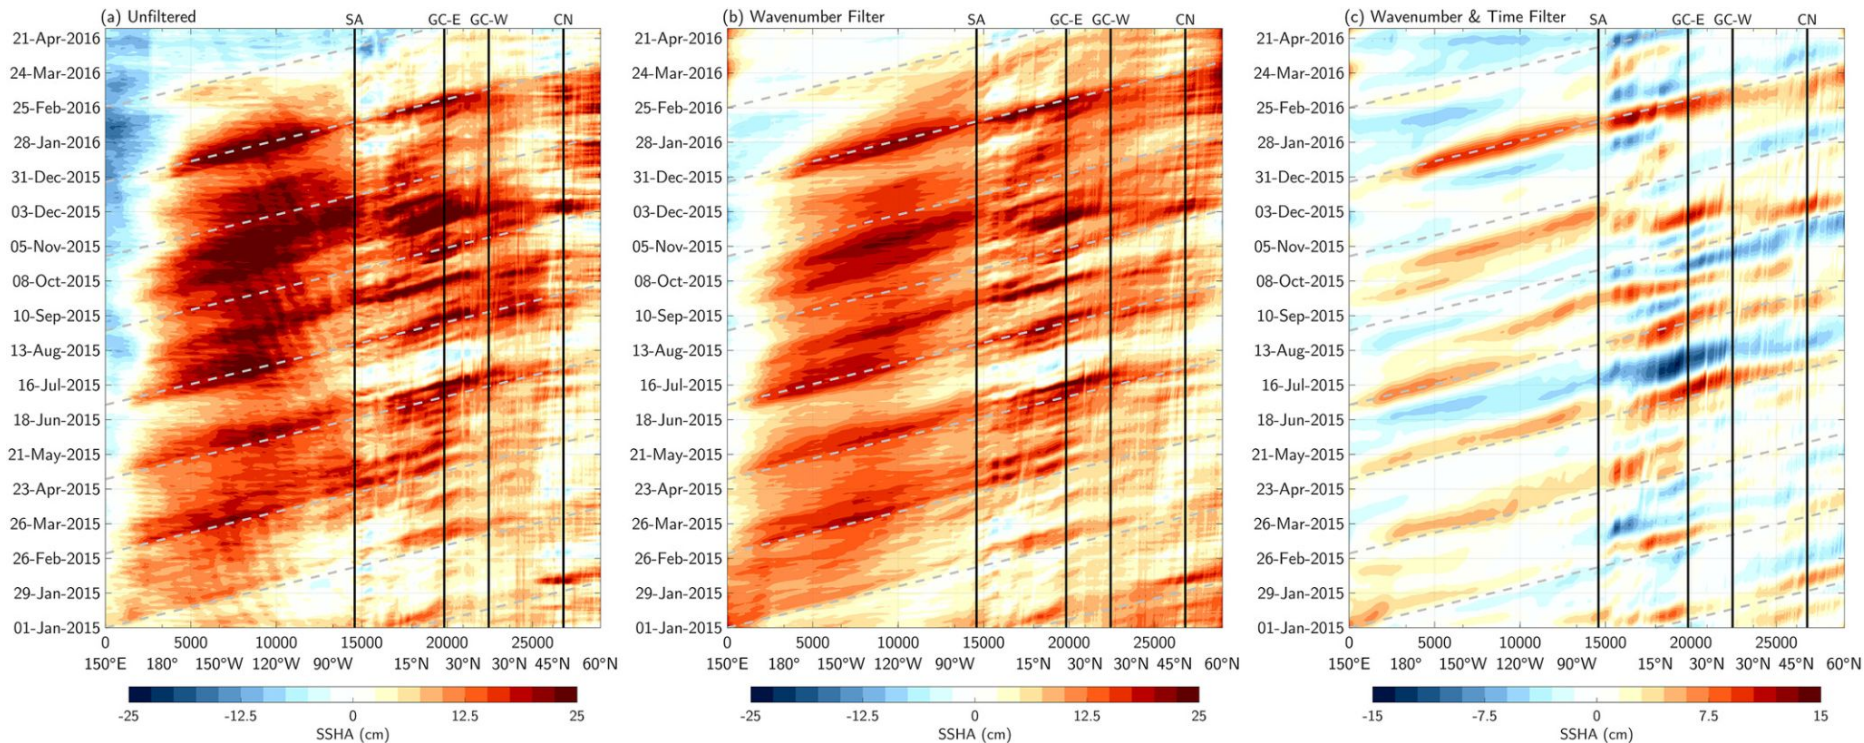 (a) Unfiltered
SA GC-E GC-W CN
21-Apr-2016
24-Mar-2016
25-Feb-2016
28-Jan-2016
31-Dec-2015
03-Dec-2015
05-Nov-2015
08-Oct-2015
10-Sep-2015
13-Aug-2015
16-Jul-2015
18-Jun-2015
21-May-2015
23-Apr-2015
26-Mar-2015
26-Feb-2015
29-Jan-2015
01-Jan-2015
0 5000 10000 15000 20000 25000
150°E 180° 150°W 120°W 90°W 15°N 30°N 30°N 45°N 60°N
-25 -12.5 0 12.5 25
SSHA (cm)
(b) Wavenumber Filter
SA GC-E GC-W CN
21-Apr-2016
24-Mar-2016
25-Feb-2016
28-Jan-2016
31-Dec-2015
03-Dec-2015
05-Nov-2015
08-Oct-2015
10-Sep-2015
13-Aug-2015
16-Jul-2015
18-Jun-2015
21-May-2015
23-Apr-2015
26-Mar-2015
26-Feb-2015
29-Jan-2015
01-Jan-2015
0 5000 10000 15000 20000 25000
150°E 180° 150°W 120°W 90°W 15°N 30°N 30°N 45°N 60°N
-25 -12.5 0 12.5 25
SSHA (cm)
(c) Wavenumber & Time Filter
SA GC-E GC-W CN
21-Apr-2016
24-Mar-2016
25-Feb-2016
28-Jan-2016
31-Dec-2015
03-Dec-2015
05-Nov-2015
08-Oct-2015
10-Sep-2015
13-Aug-2015
16-Jul-2015
18-Jun-2015
21-May-2015
23-Apr-2015
26-Mar-2015
26-Feb-2015
29-Jan-2015
01-Jan-2015
0 5000 10000 15000 20000 25000
150°E 180° 150°W 120°W 90°W 15°N 30°N 30°N 45°N 60°N
-15 -7.5 0 7.5 15
SSHA (cm)